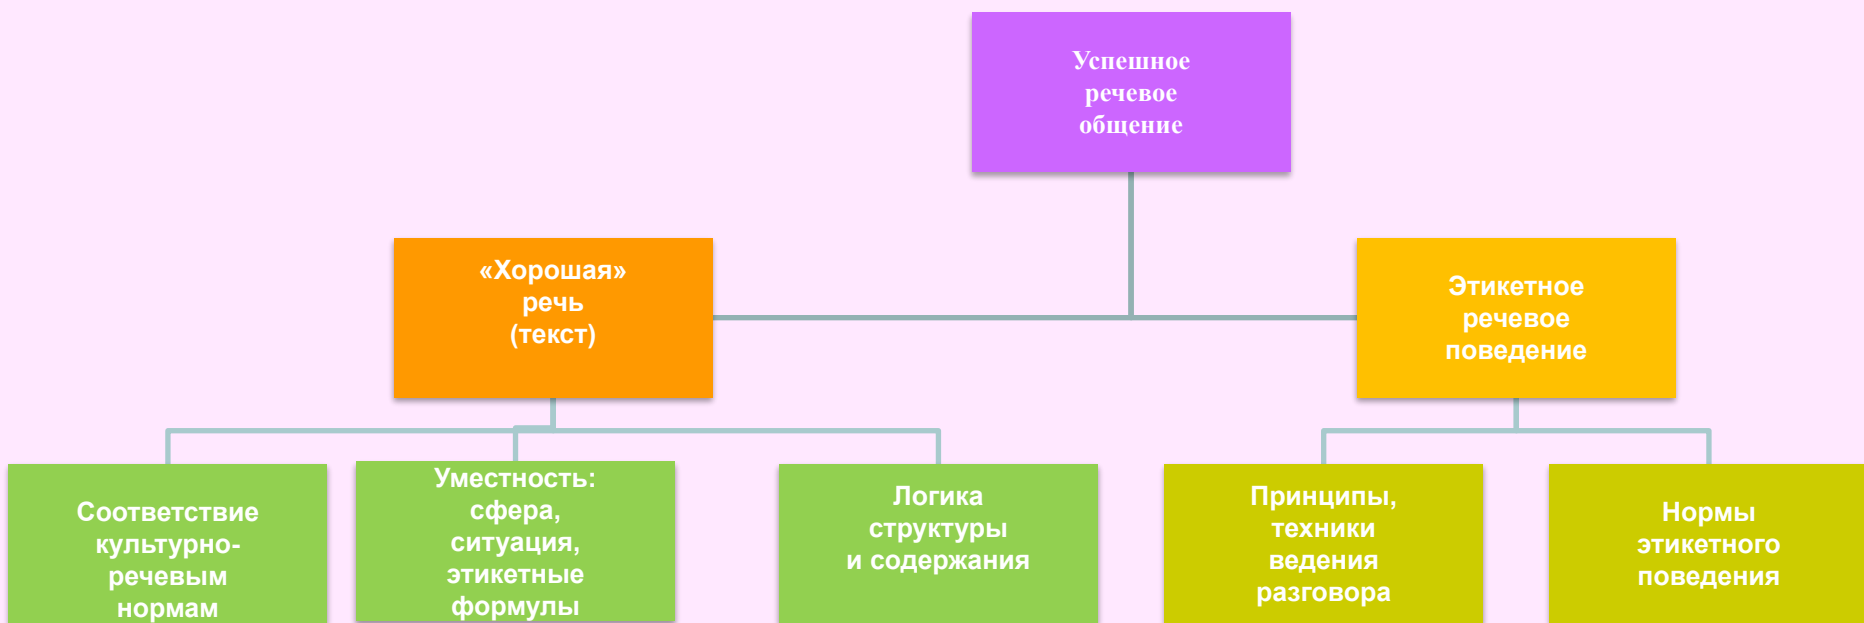 Успешное
речевое
общение
«Хорошая»
речь
(текст)
Этикетное
речевое
поведение
Соответствие
культурно-
речевым
нормам
Уместность:
сфера,
ситуация,
этикетные
формулы
Логика
структуры
и содержания
Принципы,
техники
ведения
разговора
Нормы
этикетного
поведения